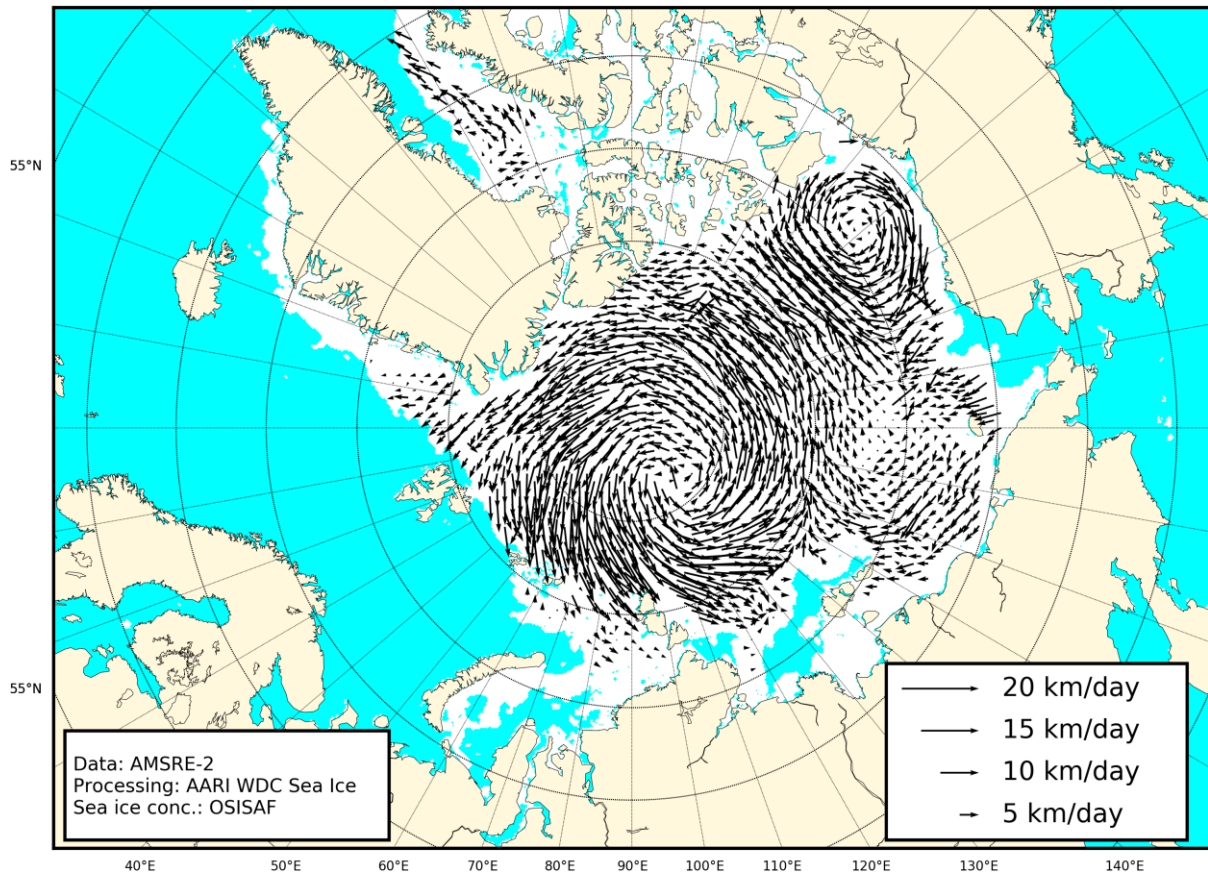 55°N
55°N
20 km/day
15 km/day
10 km/day
5 km/day
Data: AMSRE-2
Processing: AARI WDC Sea Ice
Sea ice conc.: OSISAF
40°E 50°E 60°E 70°E 80°E 90°E 100°E 110°E 120°E 130°E 140°E